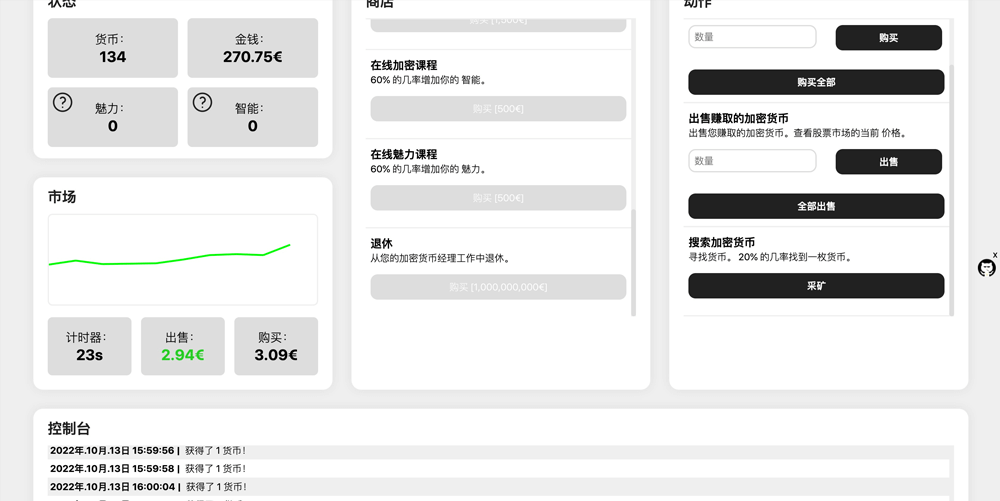 状态
货币:
134
金钱:
270.75€
?
魅力:
0
?
智能:
0
市场
计时器:
23s
出售:
2.94€
购买:
3.09€
商店
购买 [1,500€]
在线加密课程
60% 的几率增加你的 智能。
购买 [500€]
在线魅力课程
60% 的几率增加你的 魅力。
购买 [500€]
退休
从您的加密货币经理工作中退休。
购买 [1,000,000,000€]
动作
数量
购买
购买全部
出售赚取的加密货币
出售您赚取的加密货币。查看股票市场的当前 价格。
数量
出售
全部出售
搜索加密货币
寻找货币。 20% 的几率找到一枚货币。
采矿
x
控制台
2022年.10月.13日 15:59:56 | 获得了 1 货币!
2022年.10月.13日 15:59:58 | 获得了 1 货币!
2022年.10月.13日 16:00:04 | 获得了 1 货币!